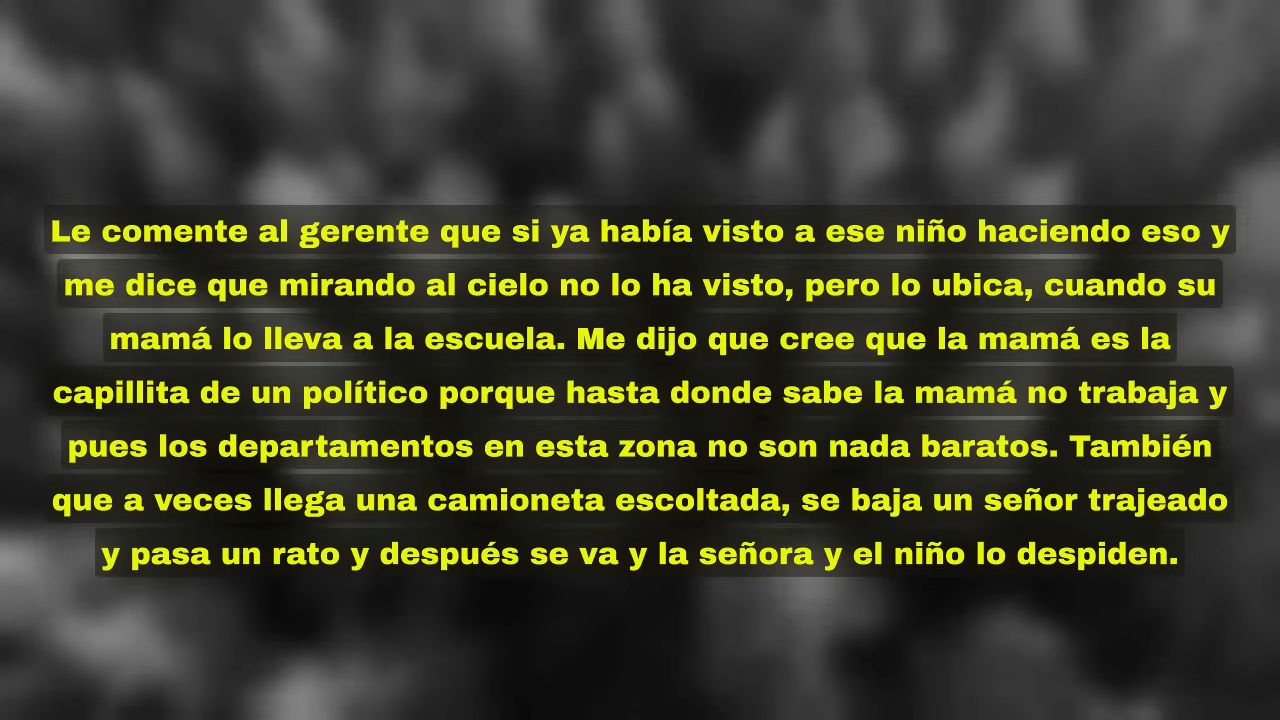 Le comente al gerente que si ya había visto a ese niño haciendo eso y
me dice que mirando al cielo no lo ha visto, pero lo ubica, cuando su
mamá lo lleva a la escuela. Me dijo que cree que la mamá es la
capillita de un político porque hasta donde sabe la mamá no trabaja y
pues los departamentos en esta zona no son nada baratos. También
que a veces llega una camioneta escoltada, se baja un señor trajeado
y pasa un rato y después se va y la señora y el niño lo despiden.